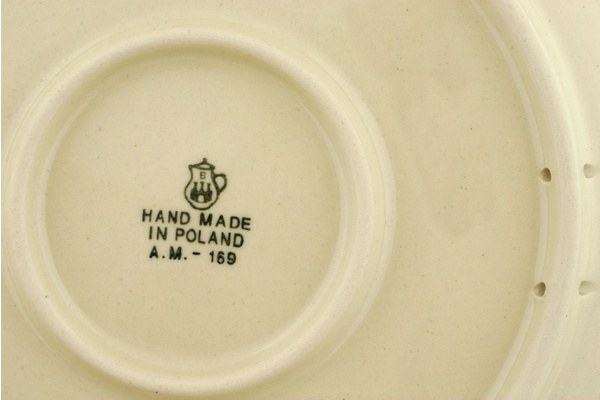 B
HAND MADE
IN POLAND
A.M. - 169